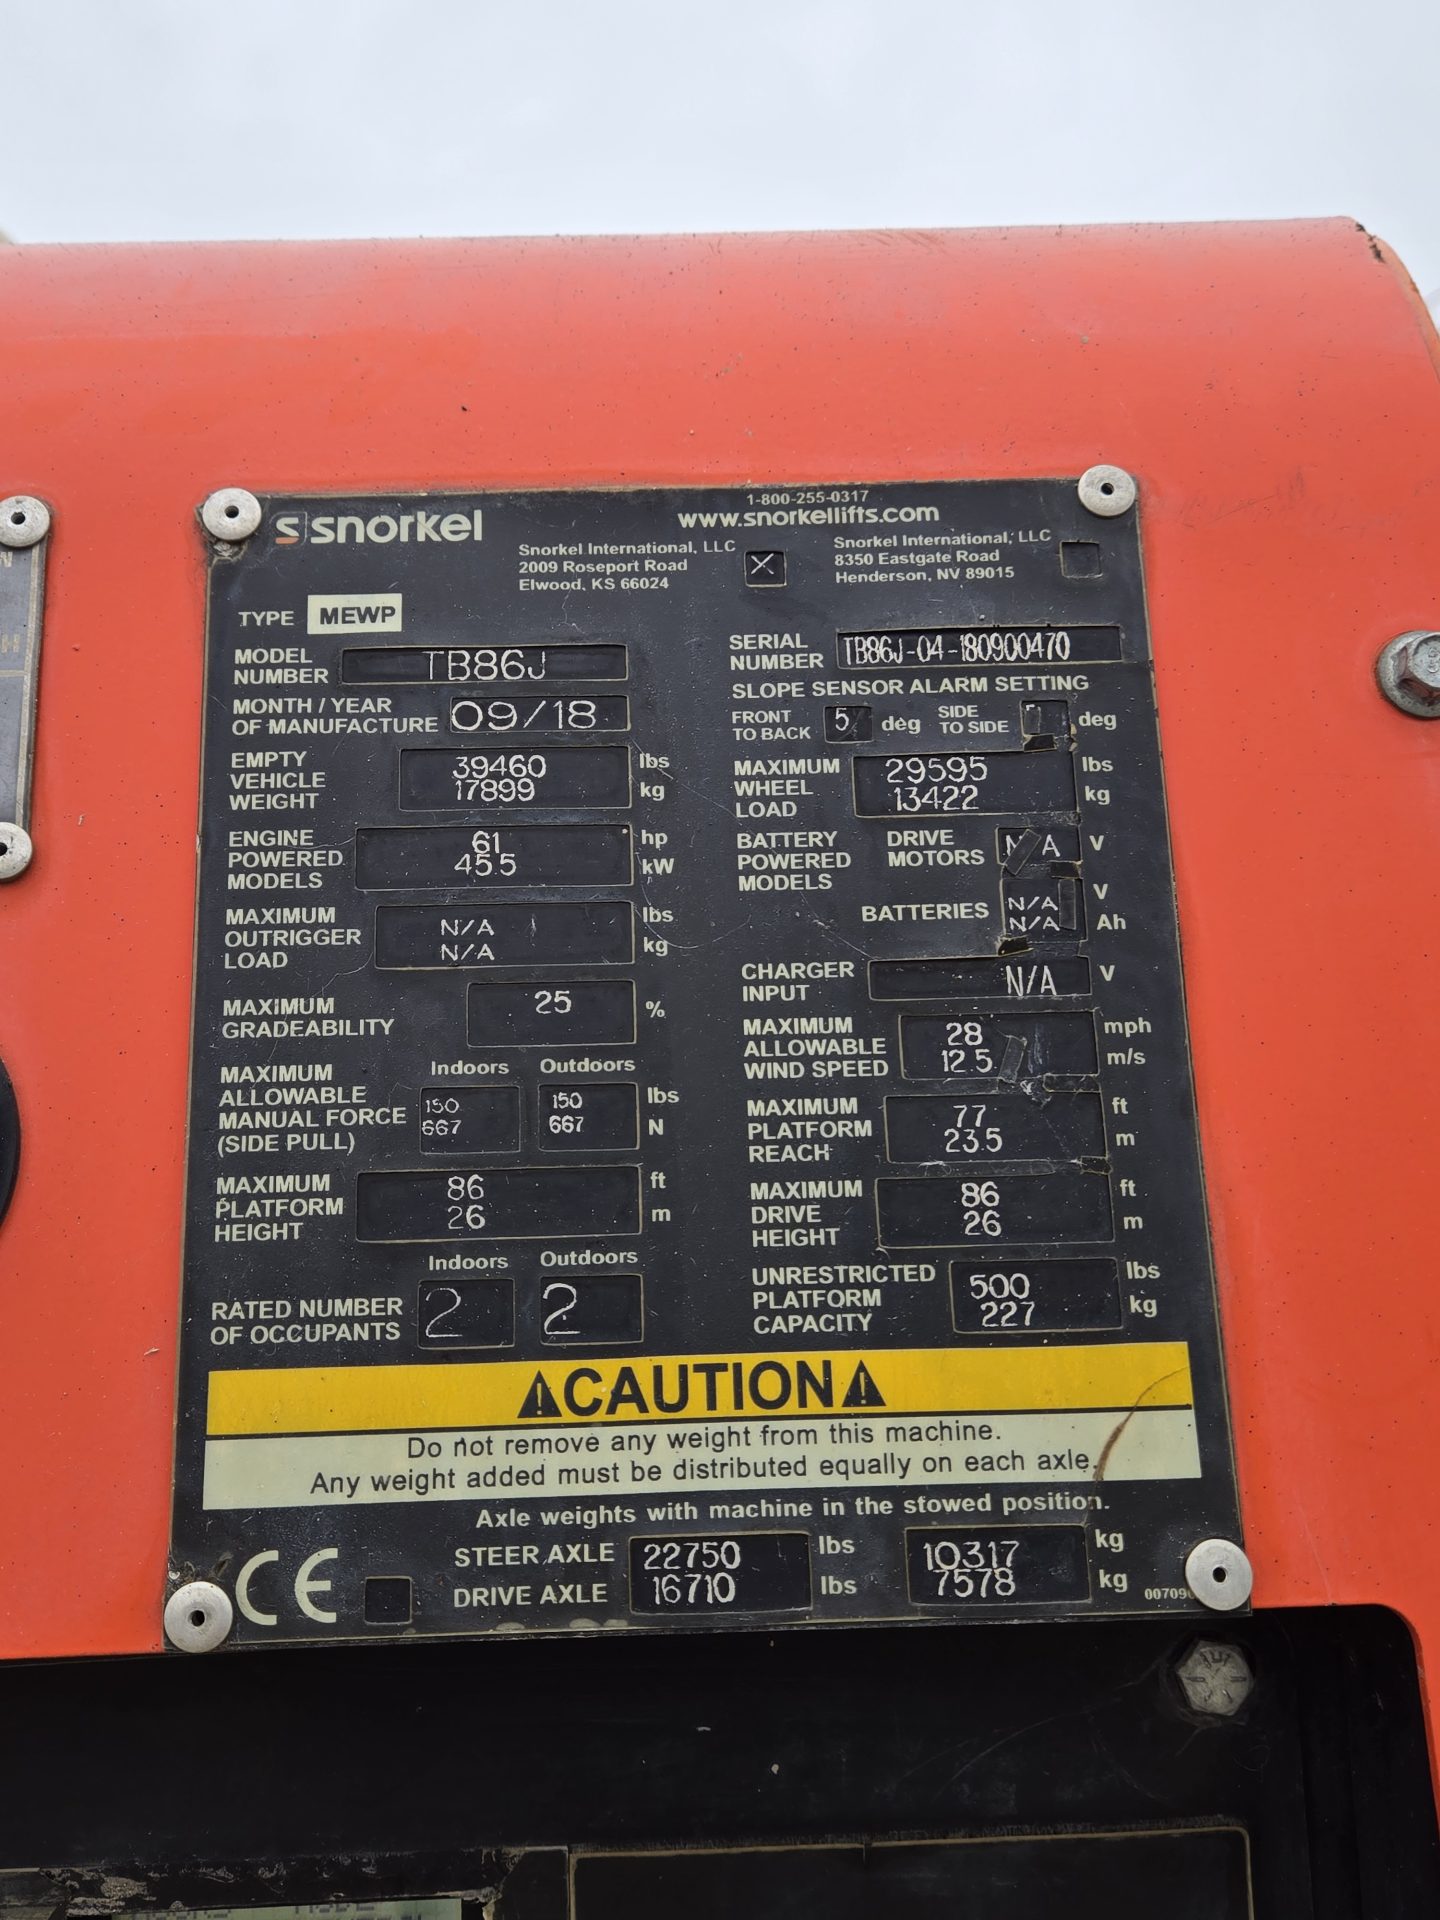 snorkel
1-800-255-0317
www.snorkellifts.com
Snorkel International, LLC
2009 Roseport Road
Elwood, KS 66024
X
Snorkel International, LLC
8350 Eastgate Road
Henderson, NV 89015
TYPE MEWP
MODEL NUMBER TB86J
MONTH / YEAR OF MANUFACTURE 09/18
EMPTY VEHICLE WEIGHT
39460 lbs
17899 kg
ENGINE POWERED MODELS
61 hp
45.5 kW
MAXIMUM OUTRIGGER LOAD
N/A lbs
N/A kg
MAXIMUM GRADEABILITY 25 %
Indoors Outdoors
MAXIMUM ALLOWABLE MANUAL FORCE (SIDE PULL)
150 150 lbs
667 667 N
MAXIMUM PLATFORM HEIGHT
86 ft
26 m
Indoors Outdoors
RATED NUMBER OF OCCUPANTS 2 2
SERIAL NUMBER TB86J-04-180900470
SLOPE SENSOR ALARM SETTING
FRONT TO BACK 5 deg SIDE TO SIDE deg
MAXIMUM WHEEL LOAD
29595 lbs
13422 kg
BATTERY POWERED MODELS
DRIVE MOTORS N/A V
BATTERIES
N/A V
N/A Ah
CHARGER INPUT N/A V
MAXIMUM ALLOWABLE WIND SPEED
28 mph
12.5 m/s
MAXIMUM PLATFORM REACH
77 ft
23.5 m
MAXIMUM DRIVE HEIGHT
86 ft
26 m
UNRESTRICTED PLATFORM CAPACITY
500 lbs
227 kg
CAUTION
Do not remove any weight from this machine.
Any weight added must be distributed equally on each axle.
Axle weights with machine in the stowed position.
STEER AXLE 22750 lbs 10317 kg
DRIVE AXLE 16710 lbs 7578 kg
CE